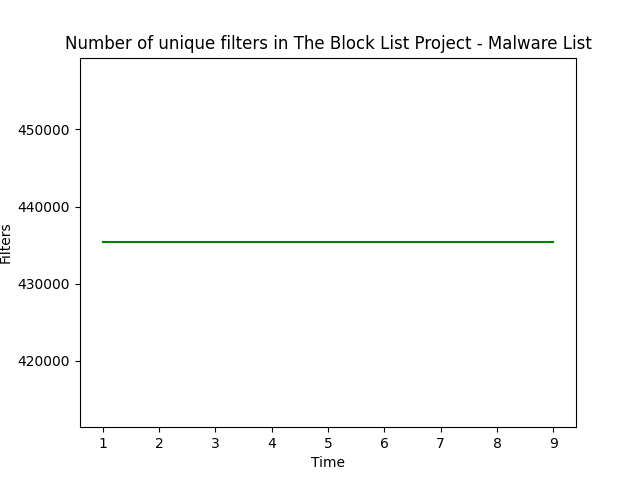 Number of unique filters in The Block List Project - Malware List
450000
440000
430000
420000
Filters
1 2 3 4 5 6 7 8 9
Time